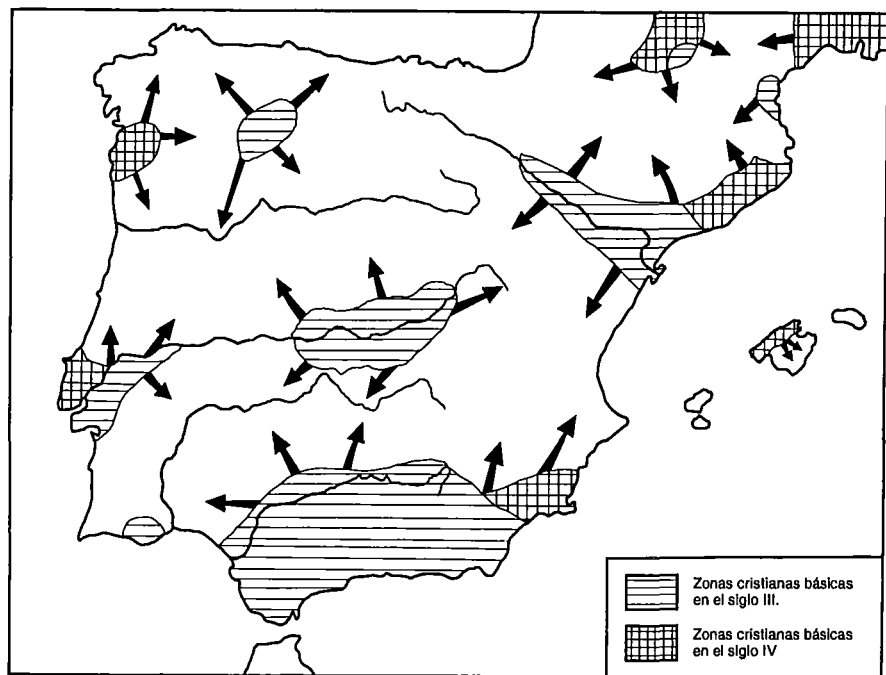 Zonas cristianas básicas
en el siglo III.
Zonas cristianas básicas
en el siglo IV